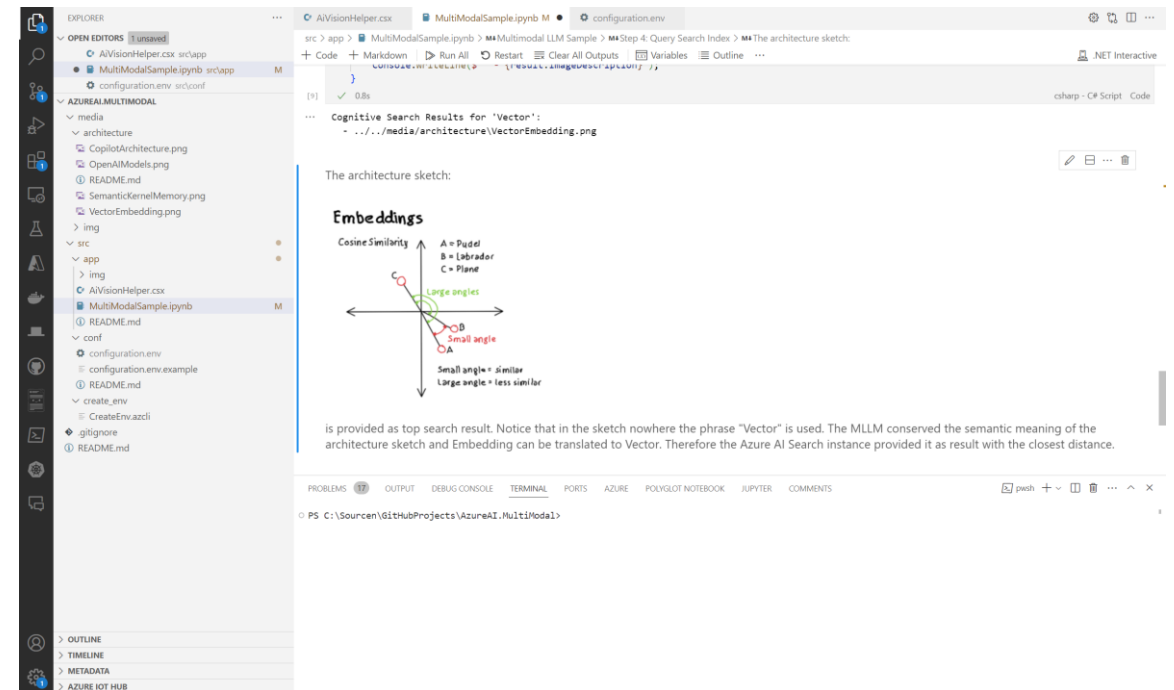 EXPLORER
OPEN EDITORS 1 unsaved
AiVisionHelper.csx src\app
MultiModalSample.ipynb src\app M
configuration.env src\conf
AZUREAI.MULTIMODAL
media
architecture
CopilotArchitecture.png
OpenAIModels.png
README.md
SemanticKernelMemory.png
VectorEmbedding.png
img
src
app
img
AiVisionHelper.csx
MultiModalSample.ipynb M
README.md
conf
configuration.env
configuration.env.example
README.md
create_env
CreateEnv.azcli
.gitignore
README.md
OUTLINE
TIMELINE
METADATA
AZURE IOT HUB
AiVisionHelper.csx MultiModalSample.ipynb M configuration.env
src > app > MultiModalSample.ipynb > M↓Multimodal LLM Sample > M↓Step 4: Query Search Index > M↓The architecture sketch:
+ Code + Markdown Run All Restart Clear All Outputs Variables Outline ... .NET Interactive
Console.WriteLine($" - {result.ImageDescription}");
}
[9] ✓ 0.8s csharp - C# Script Code
... Cognitive Search Results for 'Vector':
- ../../media/architecture\VectorEmbedding.png
The architecture sketch:
Embeddings
Cosine Similarity
A = Pudel
B = Labrador
C = Plane
C
Large angles
B
Small angle
A
Small angle = similar
Large angle = less similar
is provided as top search result. Notice that in the sketch nowhere the phrase "Vector" is used. The MLLM conserved the semantic meaning of the
architecture sketch and Embedding can be translated to Vector. Therefore the Azure AI Search instance provided it as result with the closest distance.
PROBLEMS 17 OUTPUT DEBUG CONSOLE TERMINAL PORTS AZURE POLYGLOT NOTEBOOK JUPYTER COMMENTS pwsh
PS C:\Sourcen\GitHubProjects\AzureAI.MultiModal>